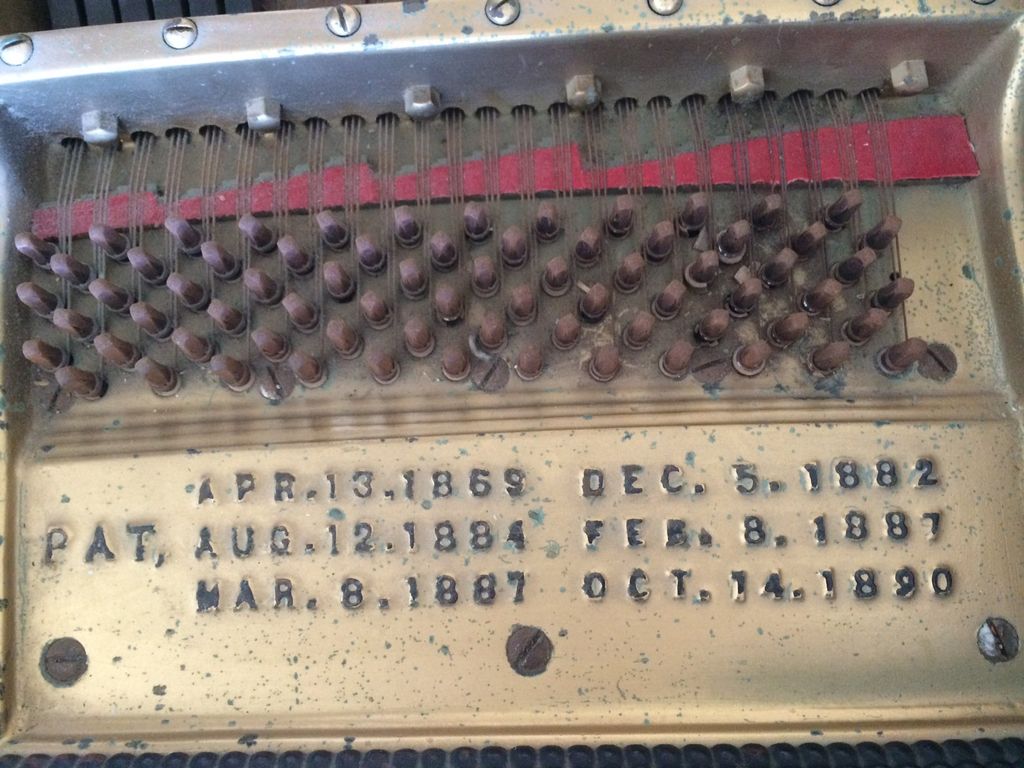 APR.13.1869 DEC. 5.1882
PAT, AUG.12.1884 FEB. 8.1887
MAR. 8.1887 OCT.14.1890